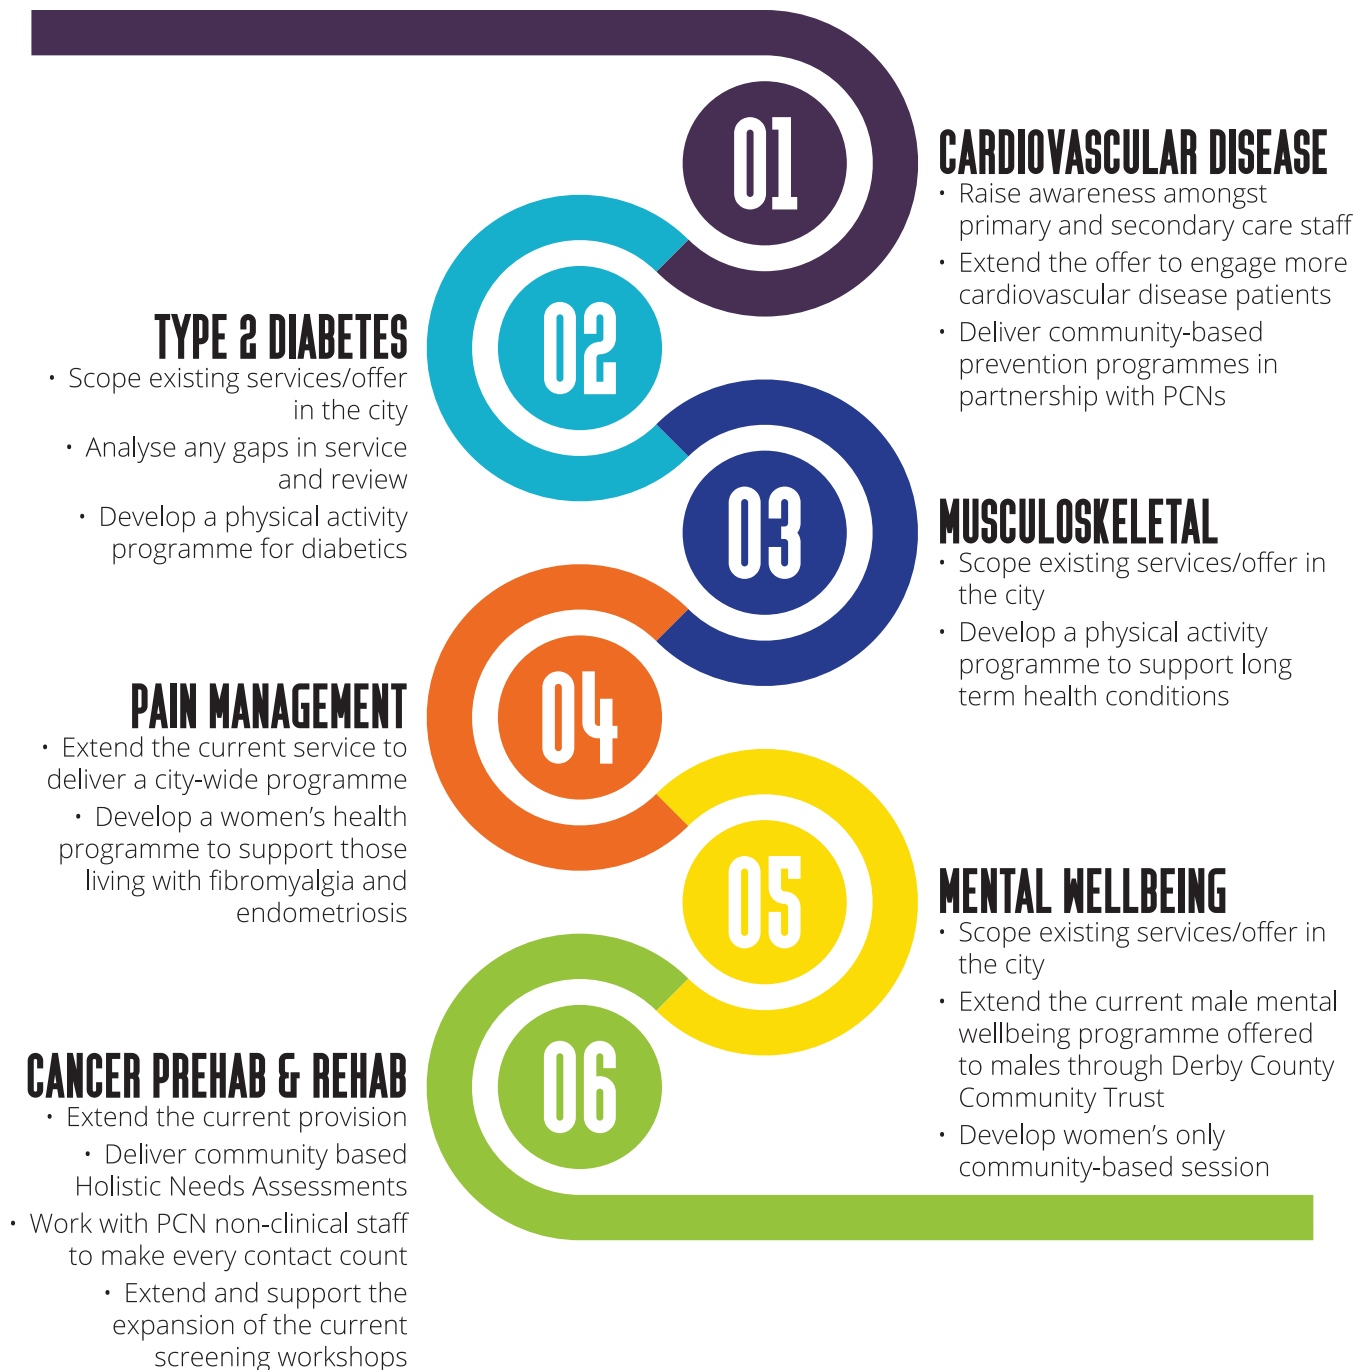 01
CARDIOVASCULAR DISEASE
• Raise awareness amongst
primary and secondary care staff
• Extend the offer to engage more
cardiovascular disease patients
• Deliver community-based
prevention programmes in
partnership with PCNs
02
TYPE 2 DIABETES
• Scope existing services/offer
in the city
• Analyse any gaps in service
and review
• Develop a physical activity
programme for diabetics
03
MUSCULOSKELETAL
• Scope existing services/offer in
the city
• Develop a physical activity
programme to support long
term health conditions
04
PAIN MANAGEMENT
• Extend the current service to
deliver a city-wide programme
• Develop a women's health
programme to support those
living with fibromyalgia and
endometriosis
05
MENTAL WELLBEING
• Scope existing services/offer in
the city
• Extend the current male mental
wellbeing programme offered
to males through Derby County
Community Trust
• Develop women's only
community-based session
06
CANCER PREHAB & REHAB
• Extend the current provision
• Deliver community based
Holistic Needs Assessments
• Work with PCN non-clinical staff
to make every contact count
• Extend and support the
expansion of the current
screening workshops